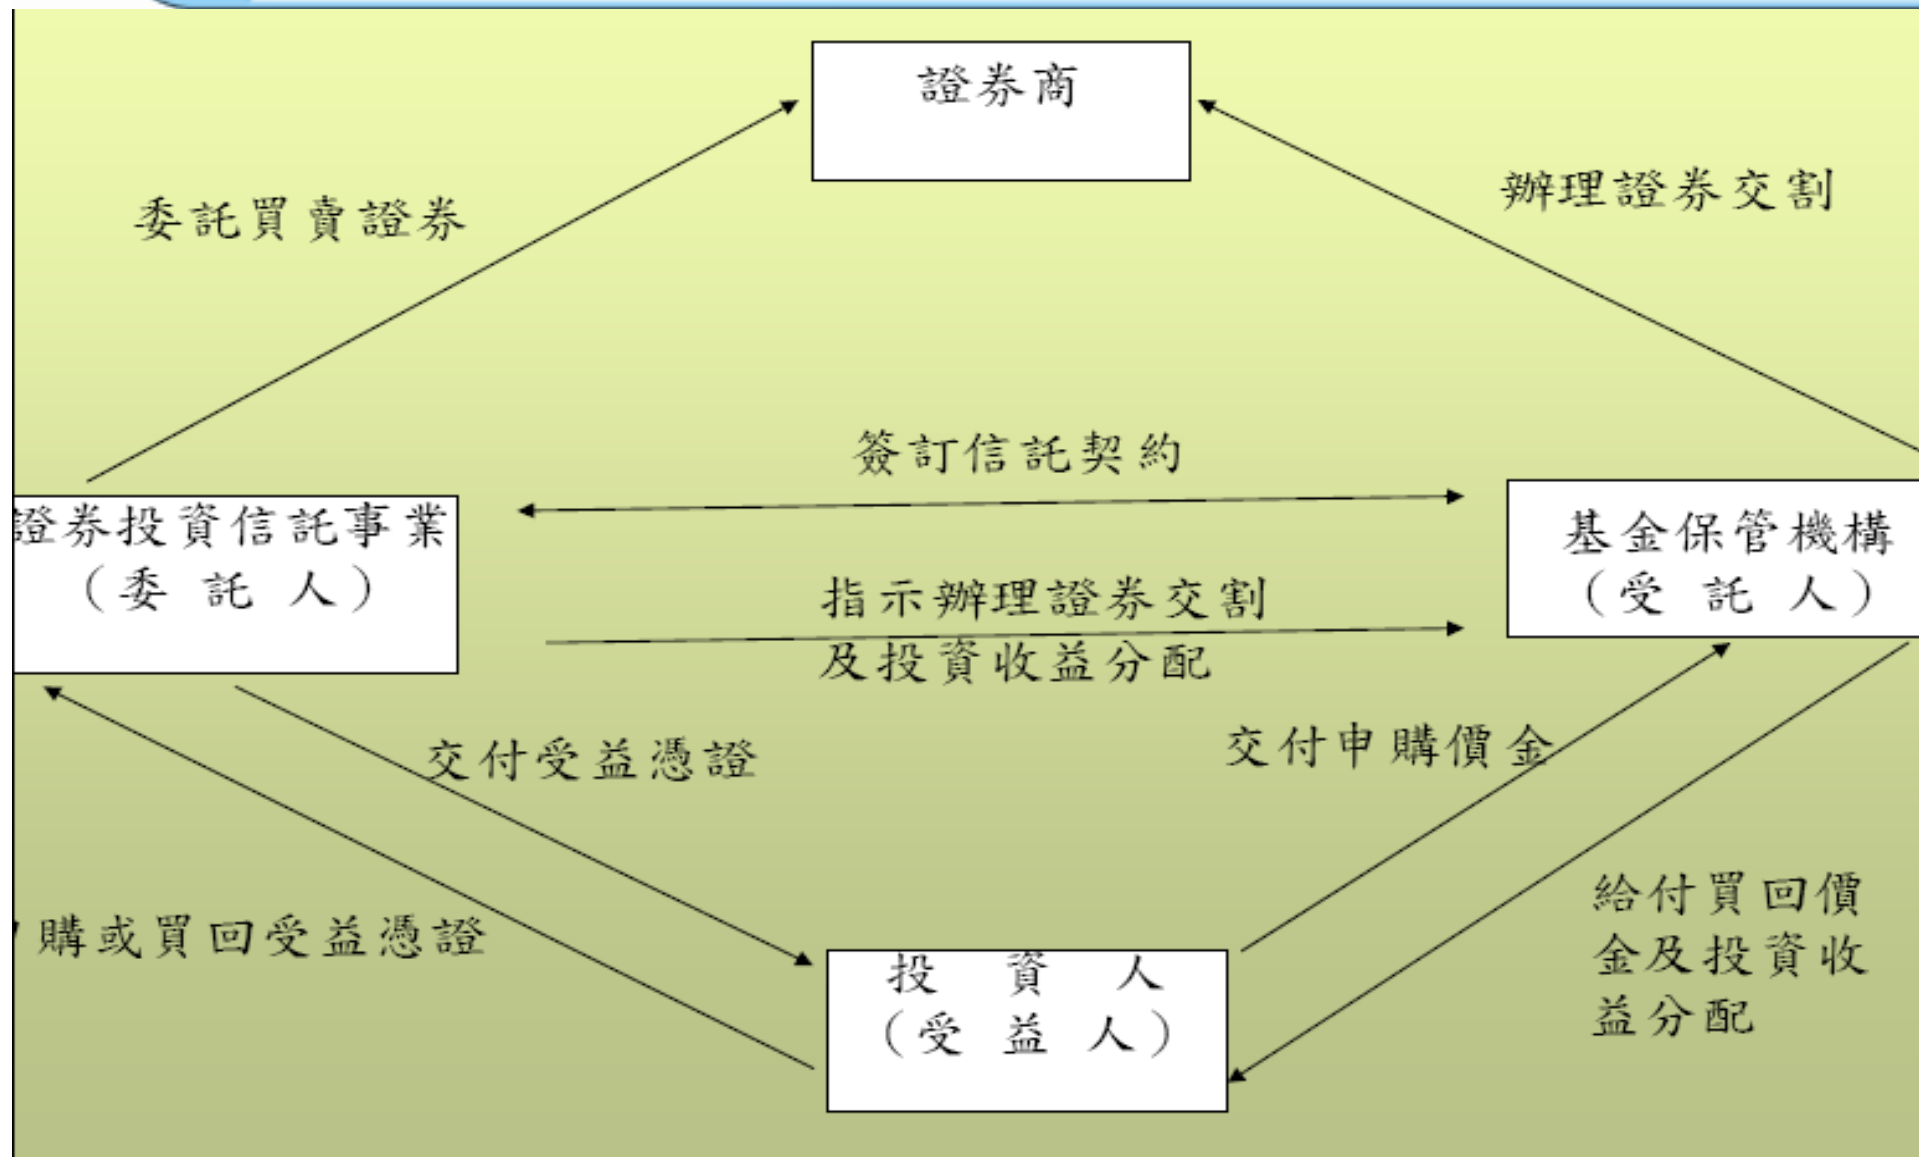 證券商
委託買賣證券
辦理證券交割
簽訂信託契約
證券投資信託事業
（委 託 人）
基金保管機構
（受 託 人）
指示辦理證券交割
及投資收益分配
交付受益憑證
交付申購價金
購或買回受益憑證
給付買回價
金及投資收
益分配
投 資 人
（受 益 人）